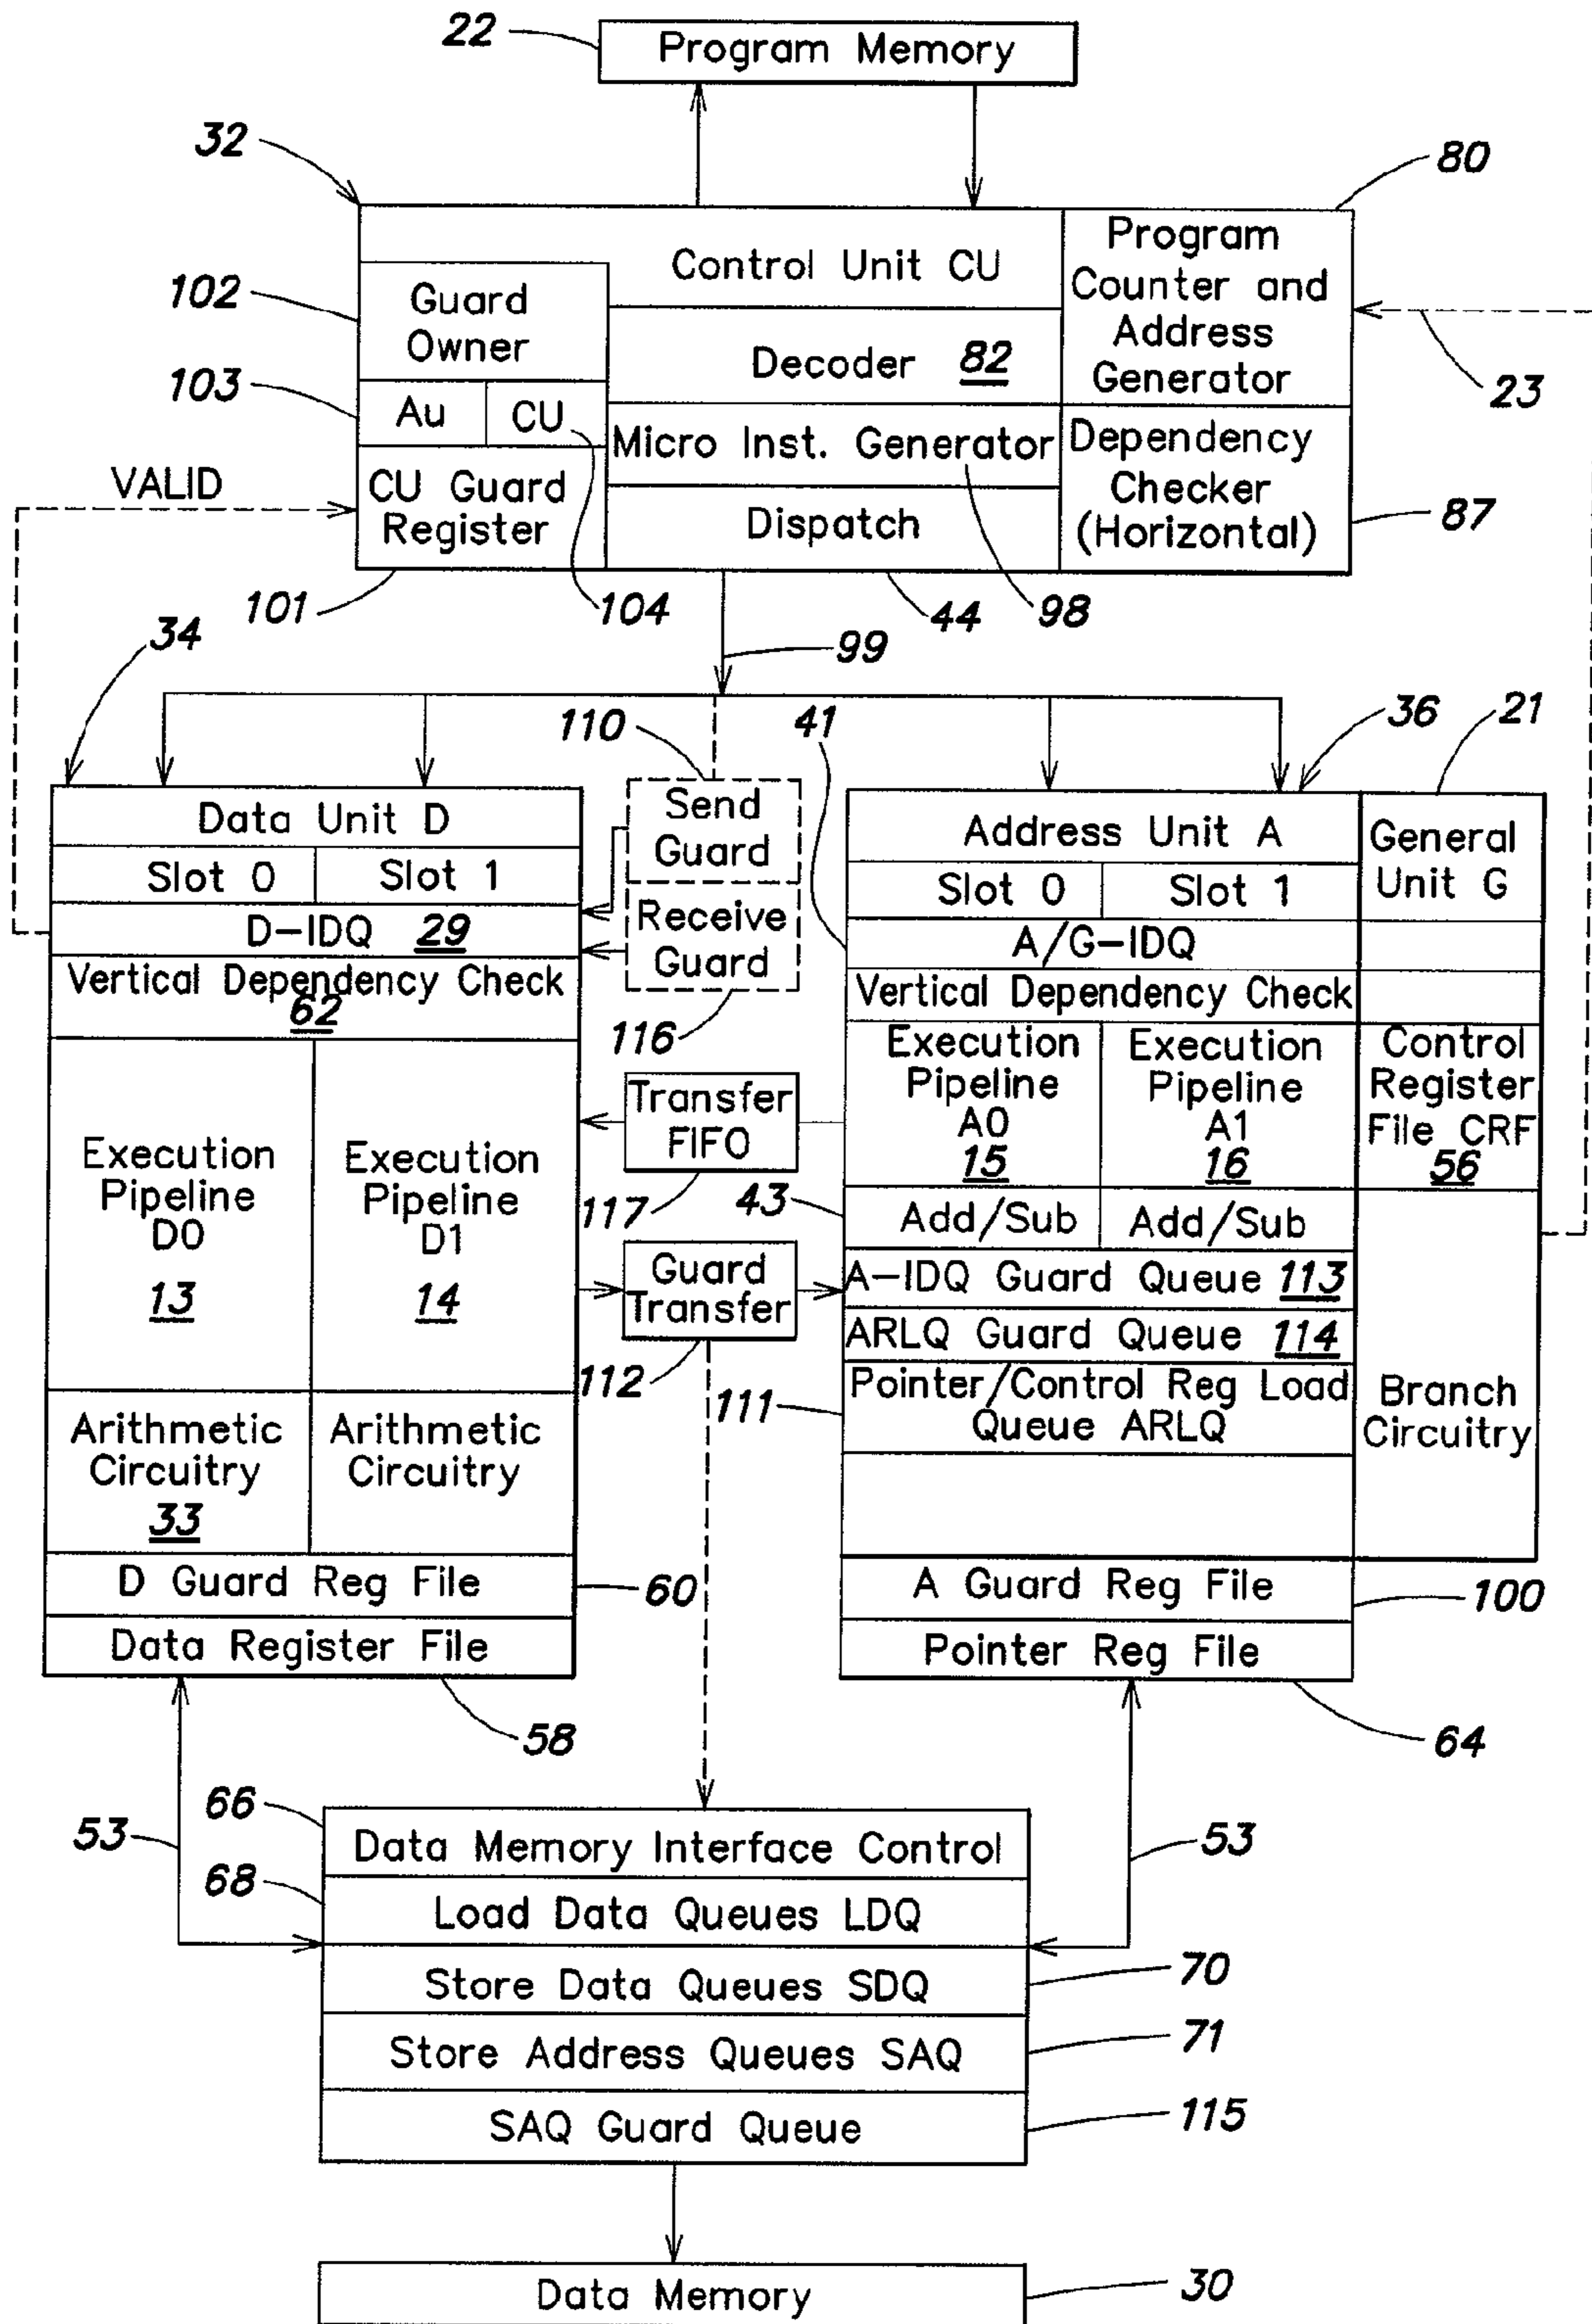 22
Program Memory
32
80
Control Unit CU
Program
Counter and
Address
Generator
102
Guard
Owner
Decoder 82
23
103
Au
CU
Micro Inst. Generator
Dependency
Checker
(Horizontal)
VALID
CU Guard
Register
Dispatch
87
101
104
44
98
34
99
110
41
36
21
Data Unit D
Send
Guard
Address Unit A
General
Unit G
Slot 0
Slot 1
Slot 0
Slot 1
D-IDQ 29
Receive
Guard
A/G-IDQ
Vertical Dependency Check
62
Vertical Dependency Check
116
Execution
Pipeline
D0
13
Execution
Pipeline
D1
14
Transfer
FIFO
117
Execution
Pipeline
A0
15
Execution
Pipeline
A1
16
Control
Register
File CRF
56
43
Add/Sub
Add/Sub
Guard
Transfer
A-IDQ Guard Queue 113
ARLQ Guard Queue 114
112
111
Pointer/Control Reg Load
Queue ARLQ
Branch
Circuitry
Arithmetic
Circuitry
33
Arithmetic
Circuitry
D Guard Reg File
60
A Guard Reg File
100
Data Register File
Pointer Reg File
58
64
66
53
Data Memory Interface Control
53
68
Load Data Queues LDQ
Store Data Queues SDQ
70
Store Address Queues SAQ
71
SAQ Guard Queue
115
Data Memory
30